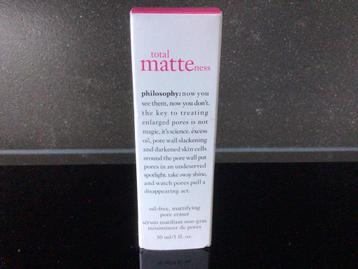 total
matteness
philosophy: now you
see them, now you don't.
the key to treating
enlarged pores is not
magic, it's science. excess
oil, pore wall slackening
and darkened skin cells
around the pore wall put
pores in an undeserved
spotlight. take away shine,
and watch pores pull a
disappearing act.
oil-free, mattifying
pore eraser
sérum matifiant non-gras
minimiseur de pores
30 ml/1 fl. oz.